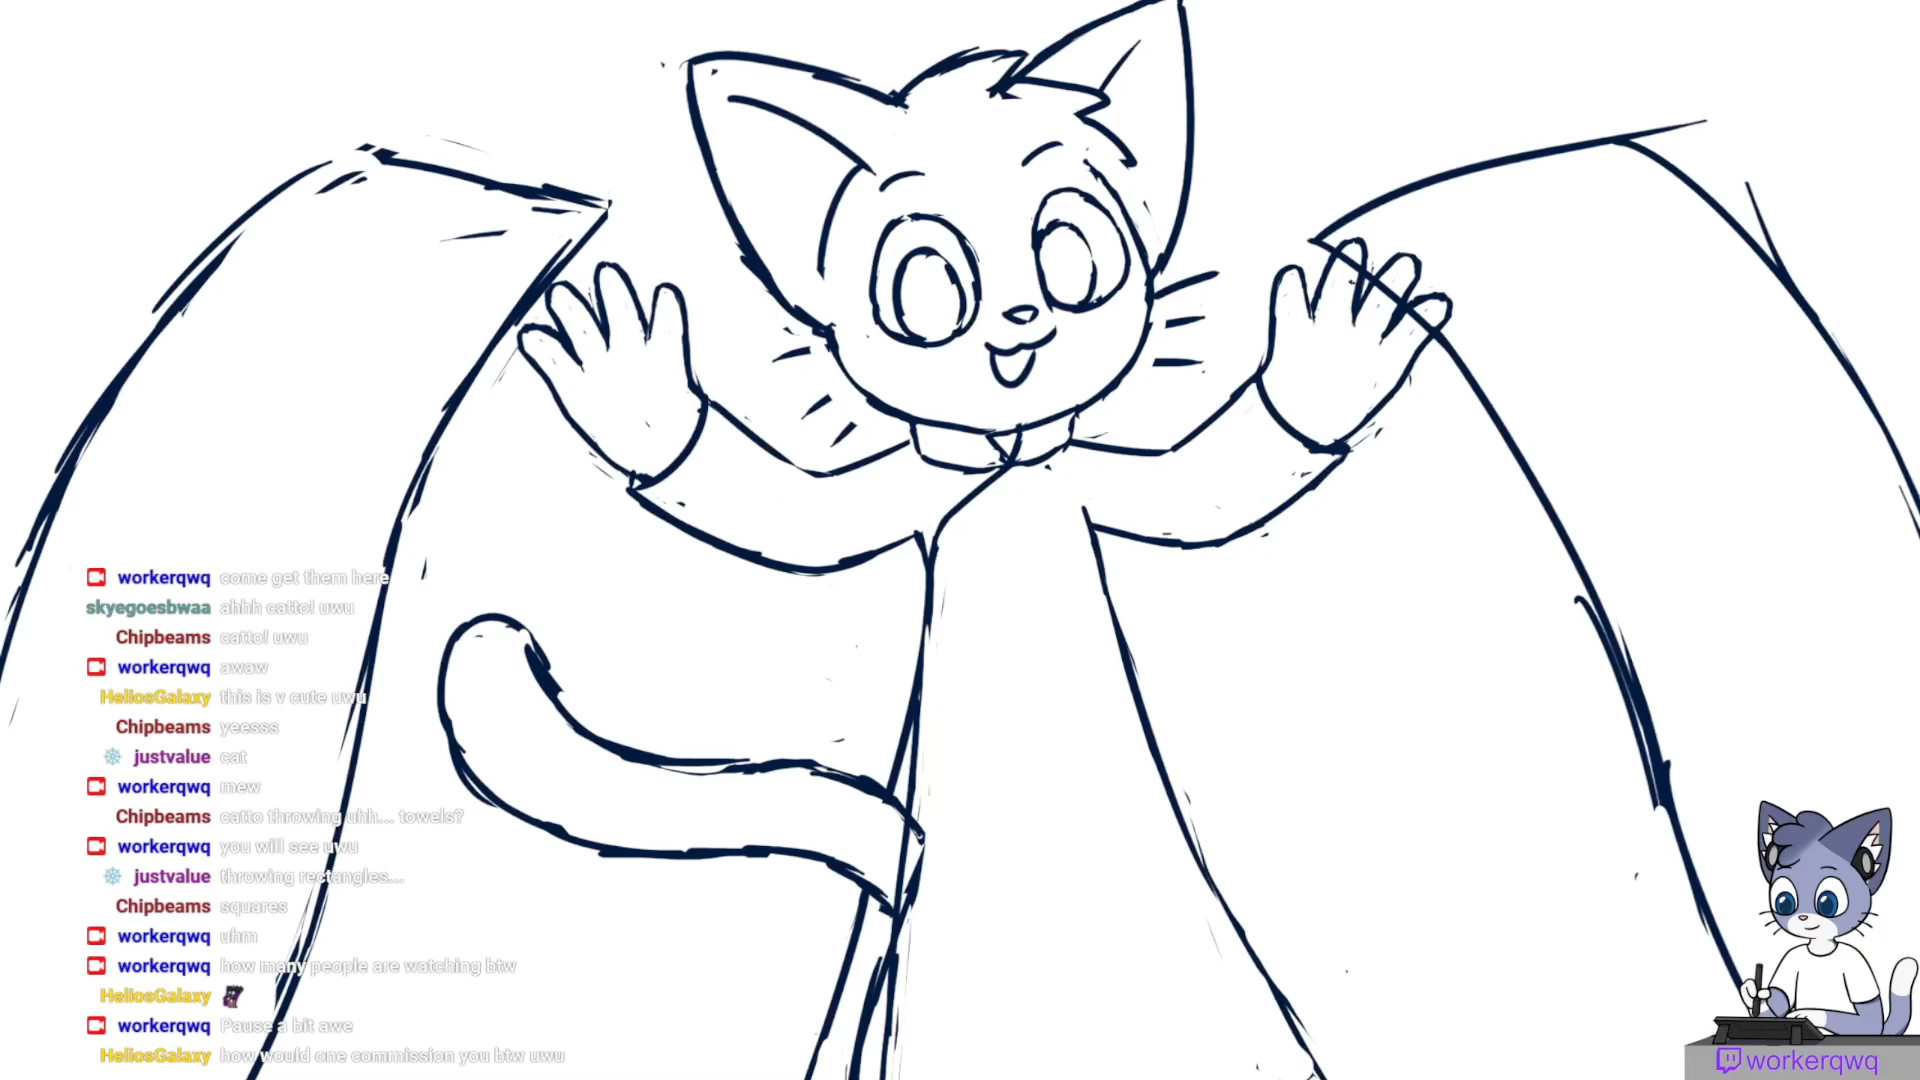 workerqwq come get them here
skyegoesbwaa ahhh catto! uwu
Chipbeams catto! uwu
workerqwq awaw
HeliosGalaxy this is v cute uwu
Chipbeams yeesss
justvalue cat
workerqwq mew
Chipbeams catto throwing uhh... towels?
workerqwq you will see uwu
justvalue throwing rectangles...
Chipbeams squares
workerqwq uhm
workerqwq how many people are watching btw
HeliosGalaxy
workerqwq Pause a bit awe
HeliosGalaxy how would one commission you btw uwu
workerqwq